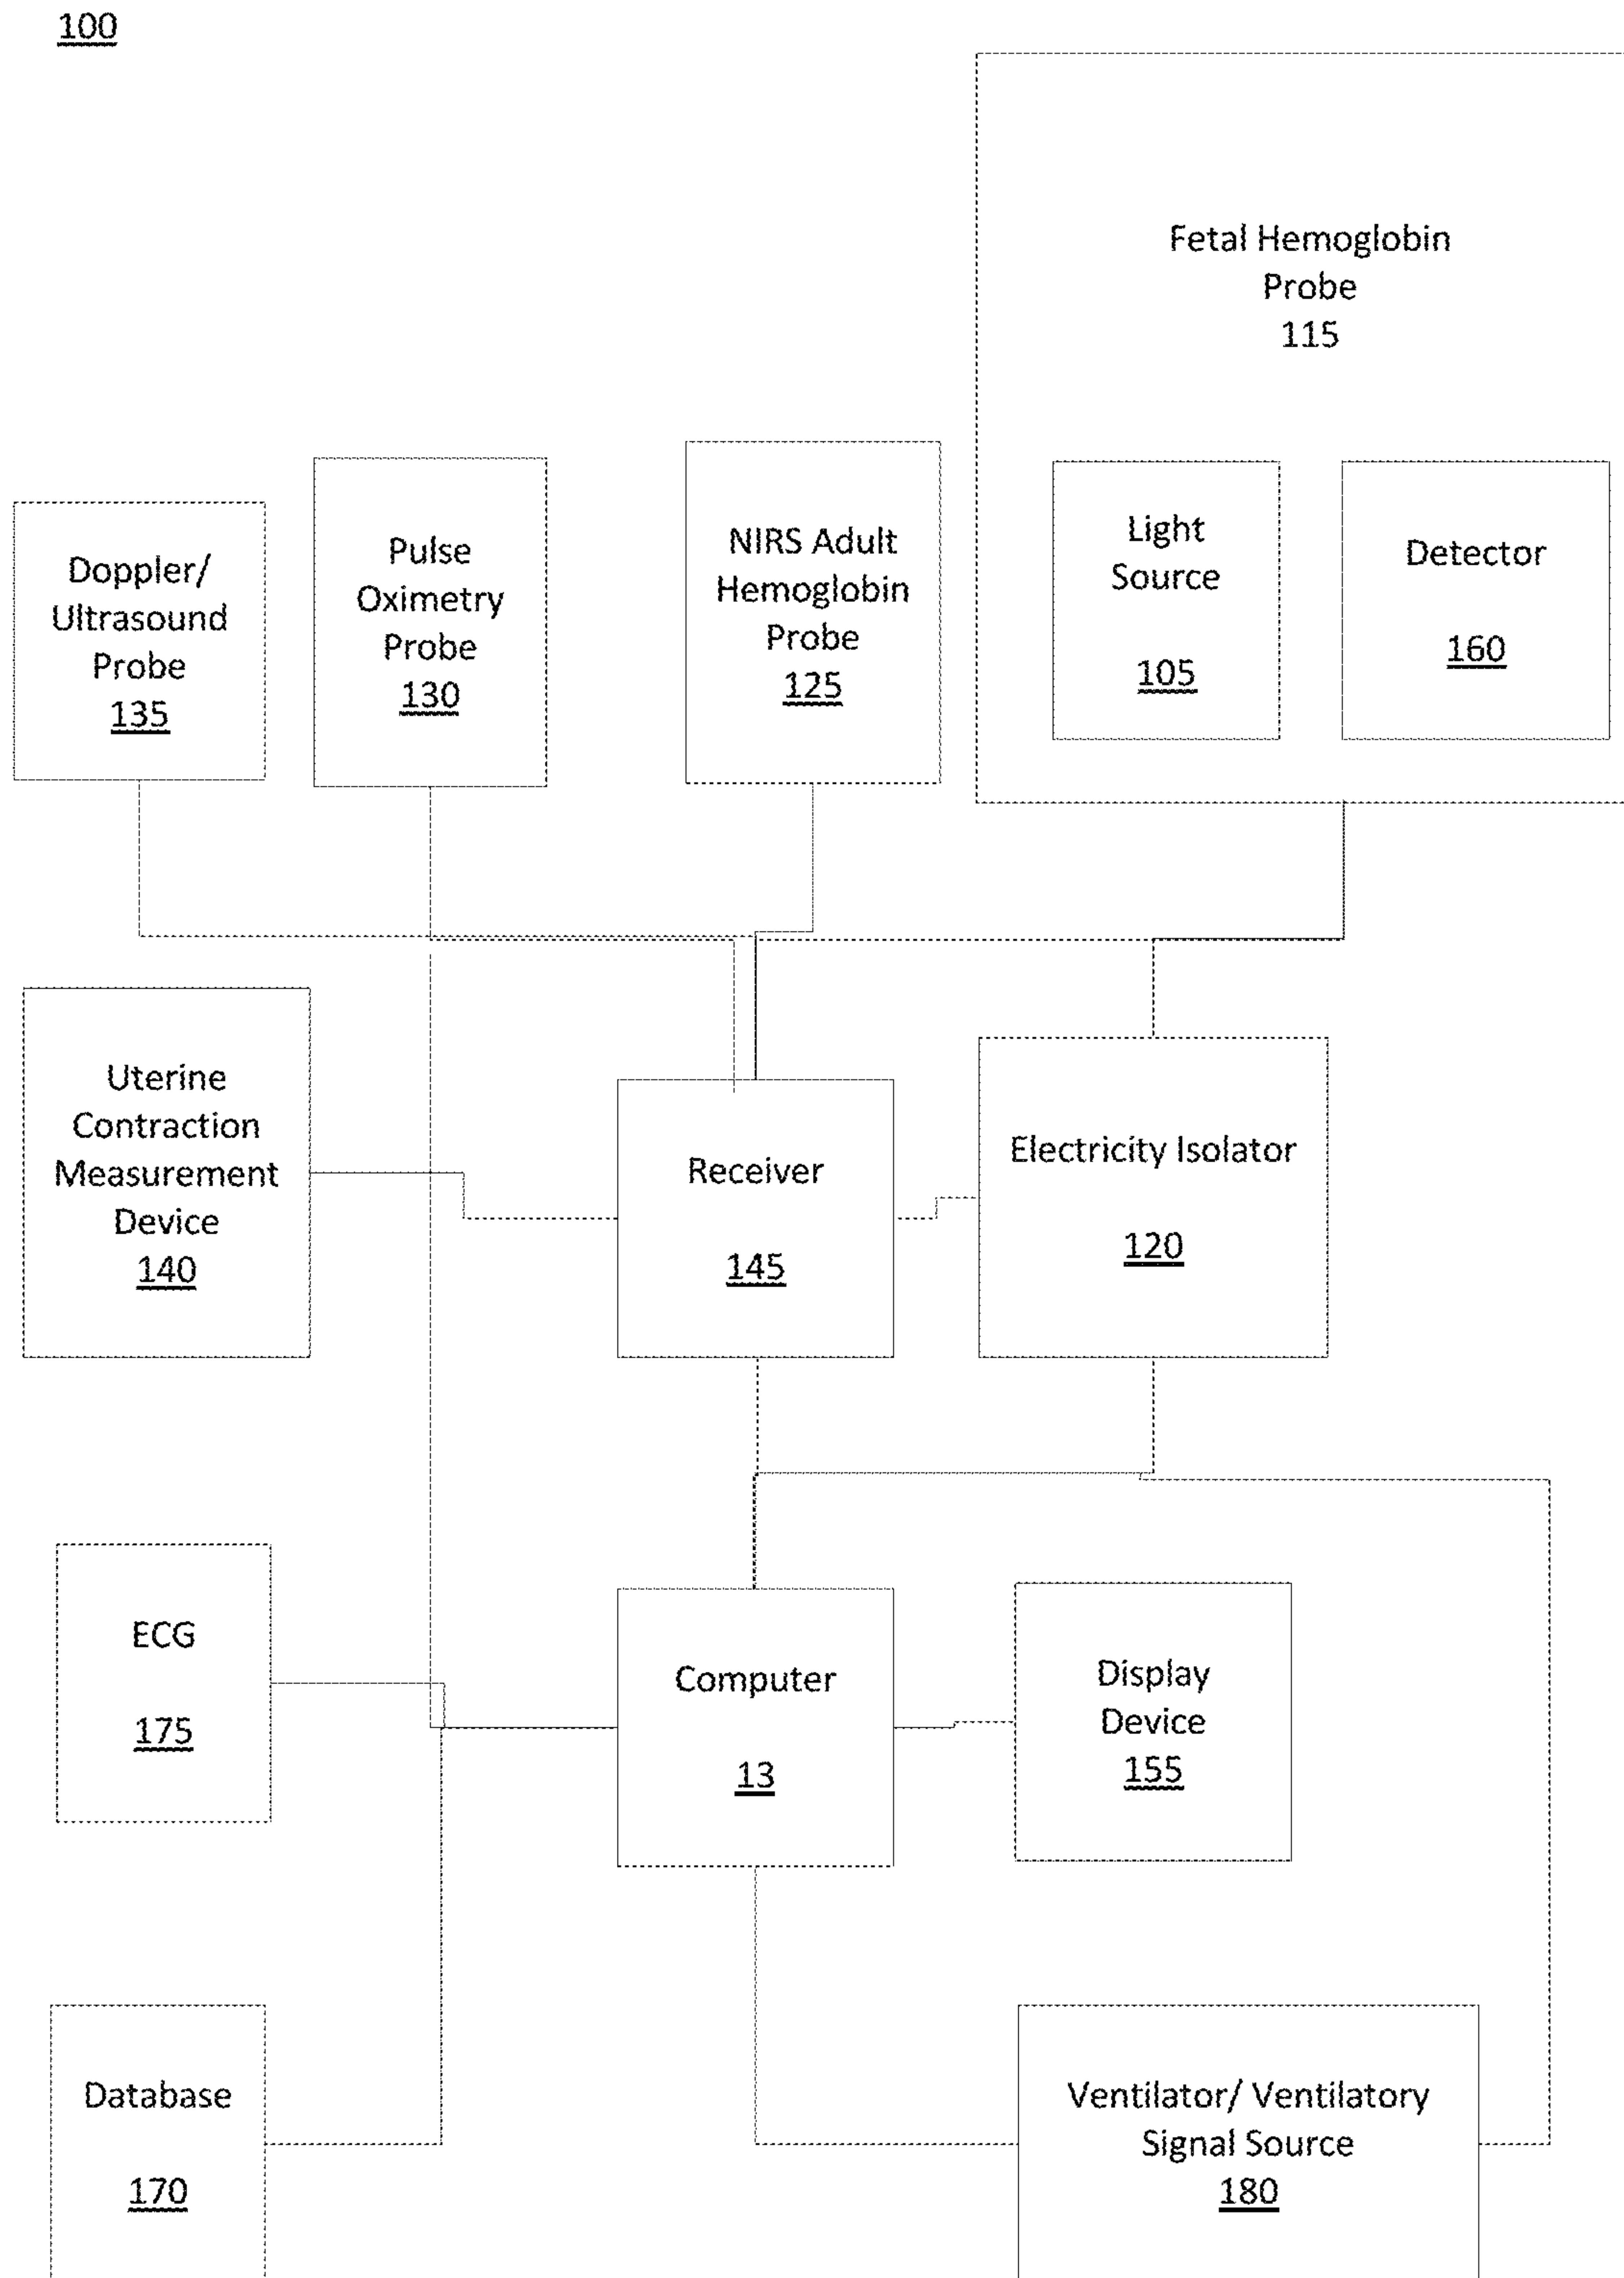 100
Fetal Hemoglobin
Probe
115
Light
Source
105
Detector
160
NIRS Adult
Hemoglobin
Probe
125
Pulse
Oximetry
Probe
130
Doppler/
Ultrasound
Probe
135
Uterine
Contraction
Measurement
Device
140
Receiver
145
Electricity Isolator
120
ECG
175
Computer
13
Display
Device
155
Database
170
Ventilator/ Ventilatory
Signal Source
180